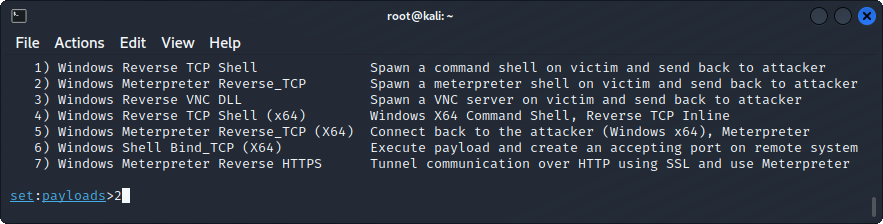 root@kali: ~
File Actions Edit View Help
1) Windows Reverse TCP Shell Spawn a command shell on victim and send back to attacker
2) Windows Meterpreter Reverse_TCP Spawn a meterpreter shell on victim and send back to attacker
3) Windows Reverse VNC DLL Spawn a VNC server on victim and send back to attacker
4) Windows Reverse TCP Shell (x64) Windows X64 Command Shell, Reverse TCP Inline
5) Windows Meterpreter Reverse_TCP (X64) Connect back to the attacker (Windows x64), Meterpreter
6) Windows Shell Bind_TCP (X64) Execute payload and create an accepting port on remote system
7) Windows Meterpreter Reverse HTTPS Tunnel communication over HTTP using SSL and use Meterpreter
set:payloads>2